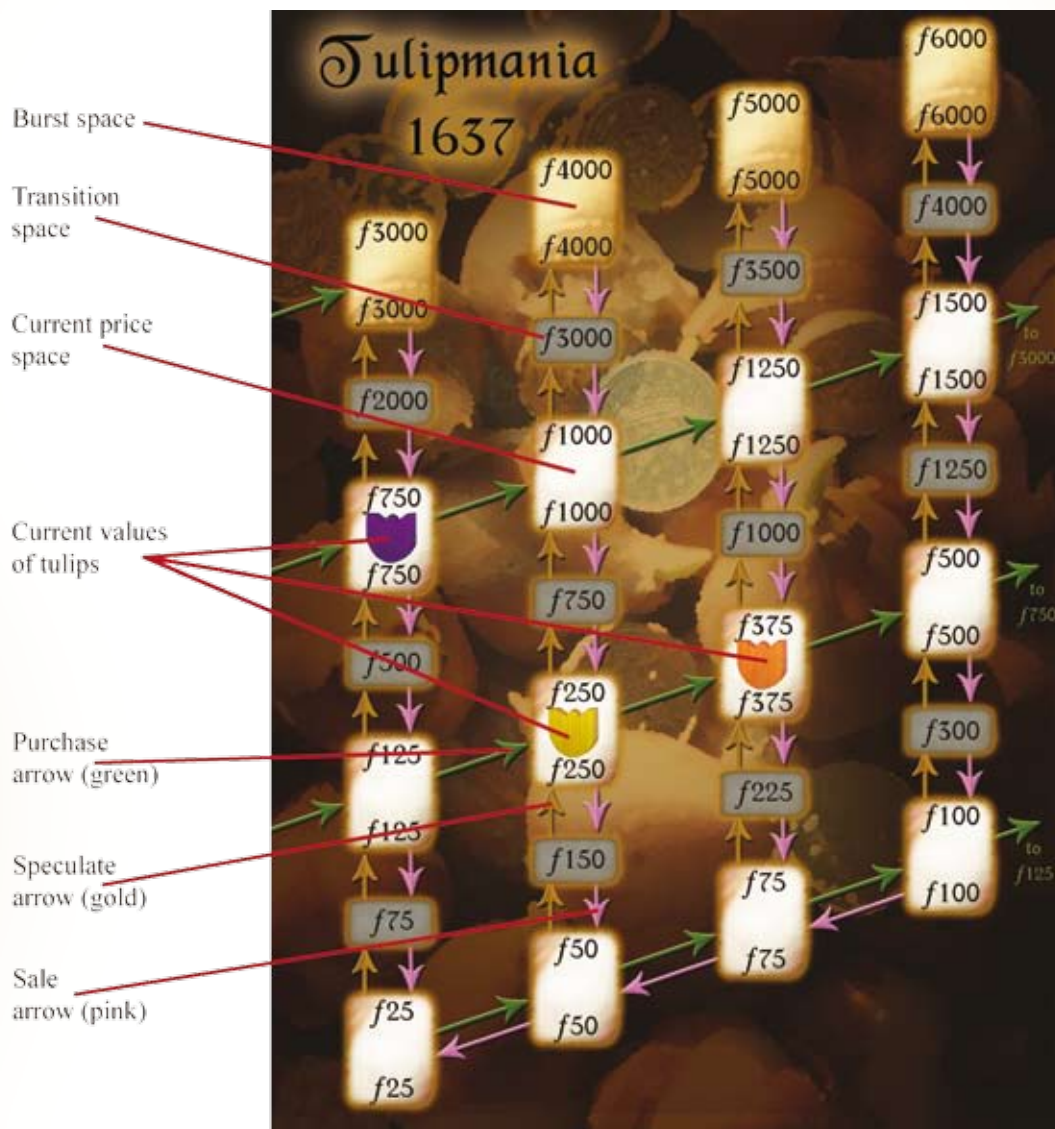 Tulipmania
1637
Burst space
Transition
space
Current price
space
Current values
of tulips
Purchase
arrow (green)
Speculate
arrow (gold)
Sale
arrow (pink)
f3000
f3000
f2000
f750
f750
f500
f125
f125
f75
f25
f25
f4000
f4000
f3000
f1000
f1000
f750
f250
f250
f150
f50
f50
f5000
f5000
f3500
f1250
f1250
f1000
f375
f375
f225
f75
f75
f6000
f6000
f4000
f1500
f1500
f1250
f500
f500
f300
f100
f100
to
f3000
to
f750
to
f125